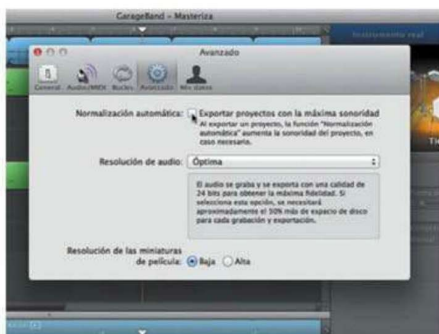 GarageBand - Masteriza
Instrumento real
Avanzado
General Audio/MIDI Bucles Avanzado Mis datos
Normalización automática: Exportar proyectos con la máxima sonoridad
Al exportar un proyecto, la función "Normalización
automática" aumenta la sonoridad del proyecto, en
caso necesario.
Resolución de audio: Óptima
El audio se graba y se exporta con una calidad de
24 bits para obtener la máxima fidelidad. Si
selecciona esta opción, se necesitará
aproximadamente el 50% más de espacio de disco
para cada grabación y exportación.
Resolución de las miniaturas
de película: Baja Alta